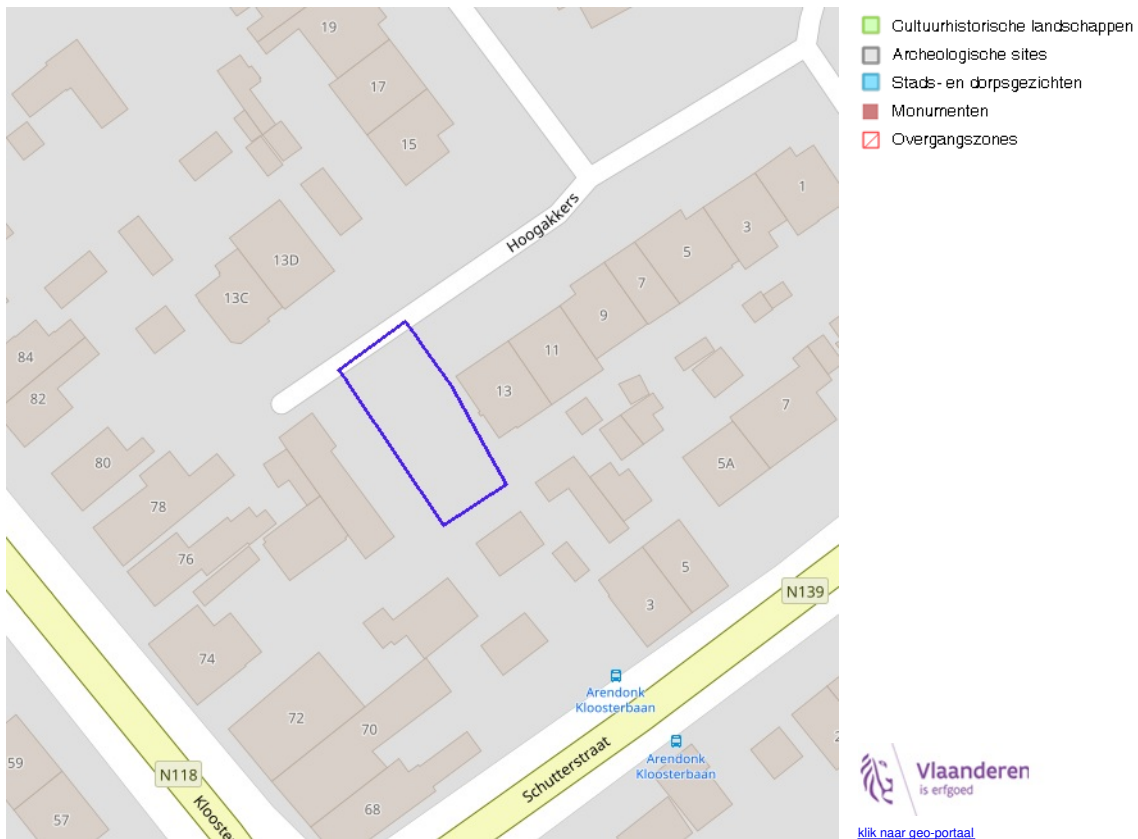 19
17
15
Hoogakkers
1
3
5
7
9
11
13
13D
13C
84
82
80
78
76
74
72
70
68
7
5A
5
3
N139
Arendonk
Kloosterbaan
Arendonk
Kloosterbaan
Schutterstraat
N118
59
57
2
Cultuurhistorische landschappen
Archeologische sites
Stads- en dorpsgezichten
Monumenten
Overgangszones
Vlaanderen
is erfgoed
klik naar geo-portaal